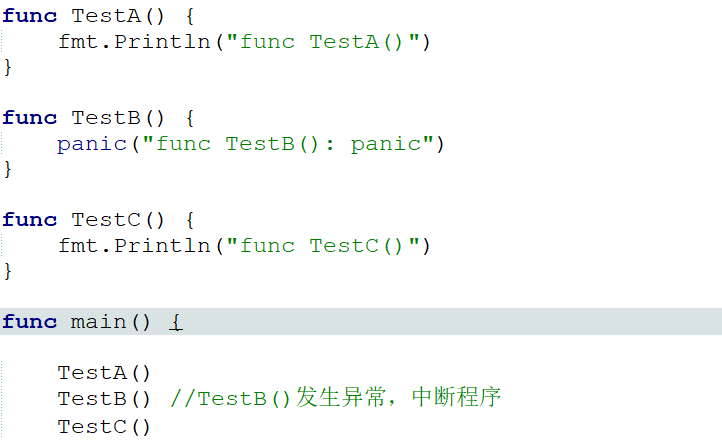 func TestA() {
    fmt.Println("func TestA()")
}
func TestB() {
    panic("func TestB(): panic")
}
func TestC() {
    fmt.Println("func TestC()")
}
func main() {
    TestA()
    TestB() //TestB()发生异常，中断程序
    TestC()